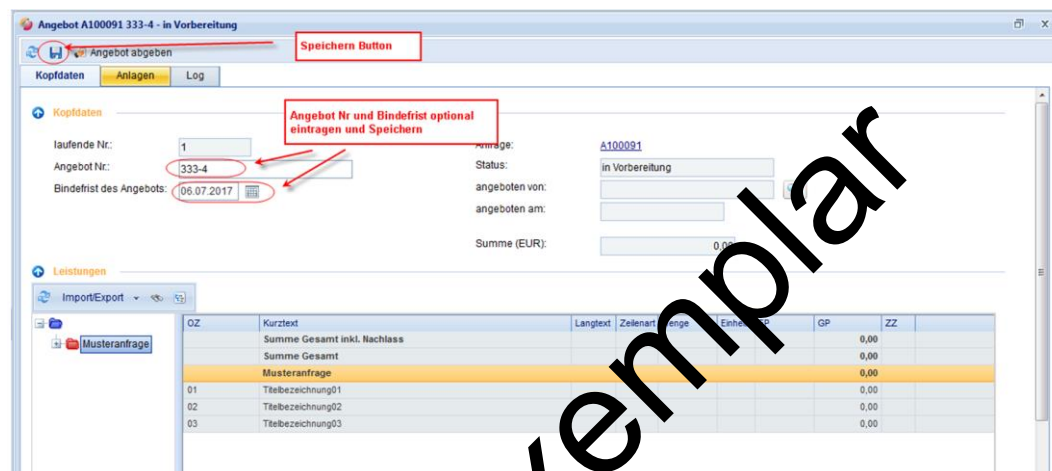 Angebot A100091 333-4 - in Vorbereitung
Angebot abgeben
Speichern Button
Kopfdaten
Anlagen
Log
Kopfdaten
Angebot Nr und Bindefrist optional
eintragen und Speichern
laufende Nr.: 1
Anfrage: A100091
Angebot Nr.: 333-4
Status: in Vorbereitung
Bindefrist des Angebots: 06.07.2017
angeboten von:
angeboten am:
Summe (EUR): 0,00
Leistungen
Import/Export
Musteranfrage
OZ Kurztext Langtext Zeilenart GP ZZ
Summe Gesamt inkl. Nachlass 0,00
Summe Gesamt 0,00
Musteranfrage 0,00
01 Titelbezeichnung01 0,00
02 Titelbezeichnung02 0,00
03 Titelbezeichnung03 0,00
xemplar